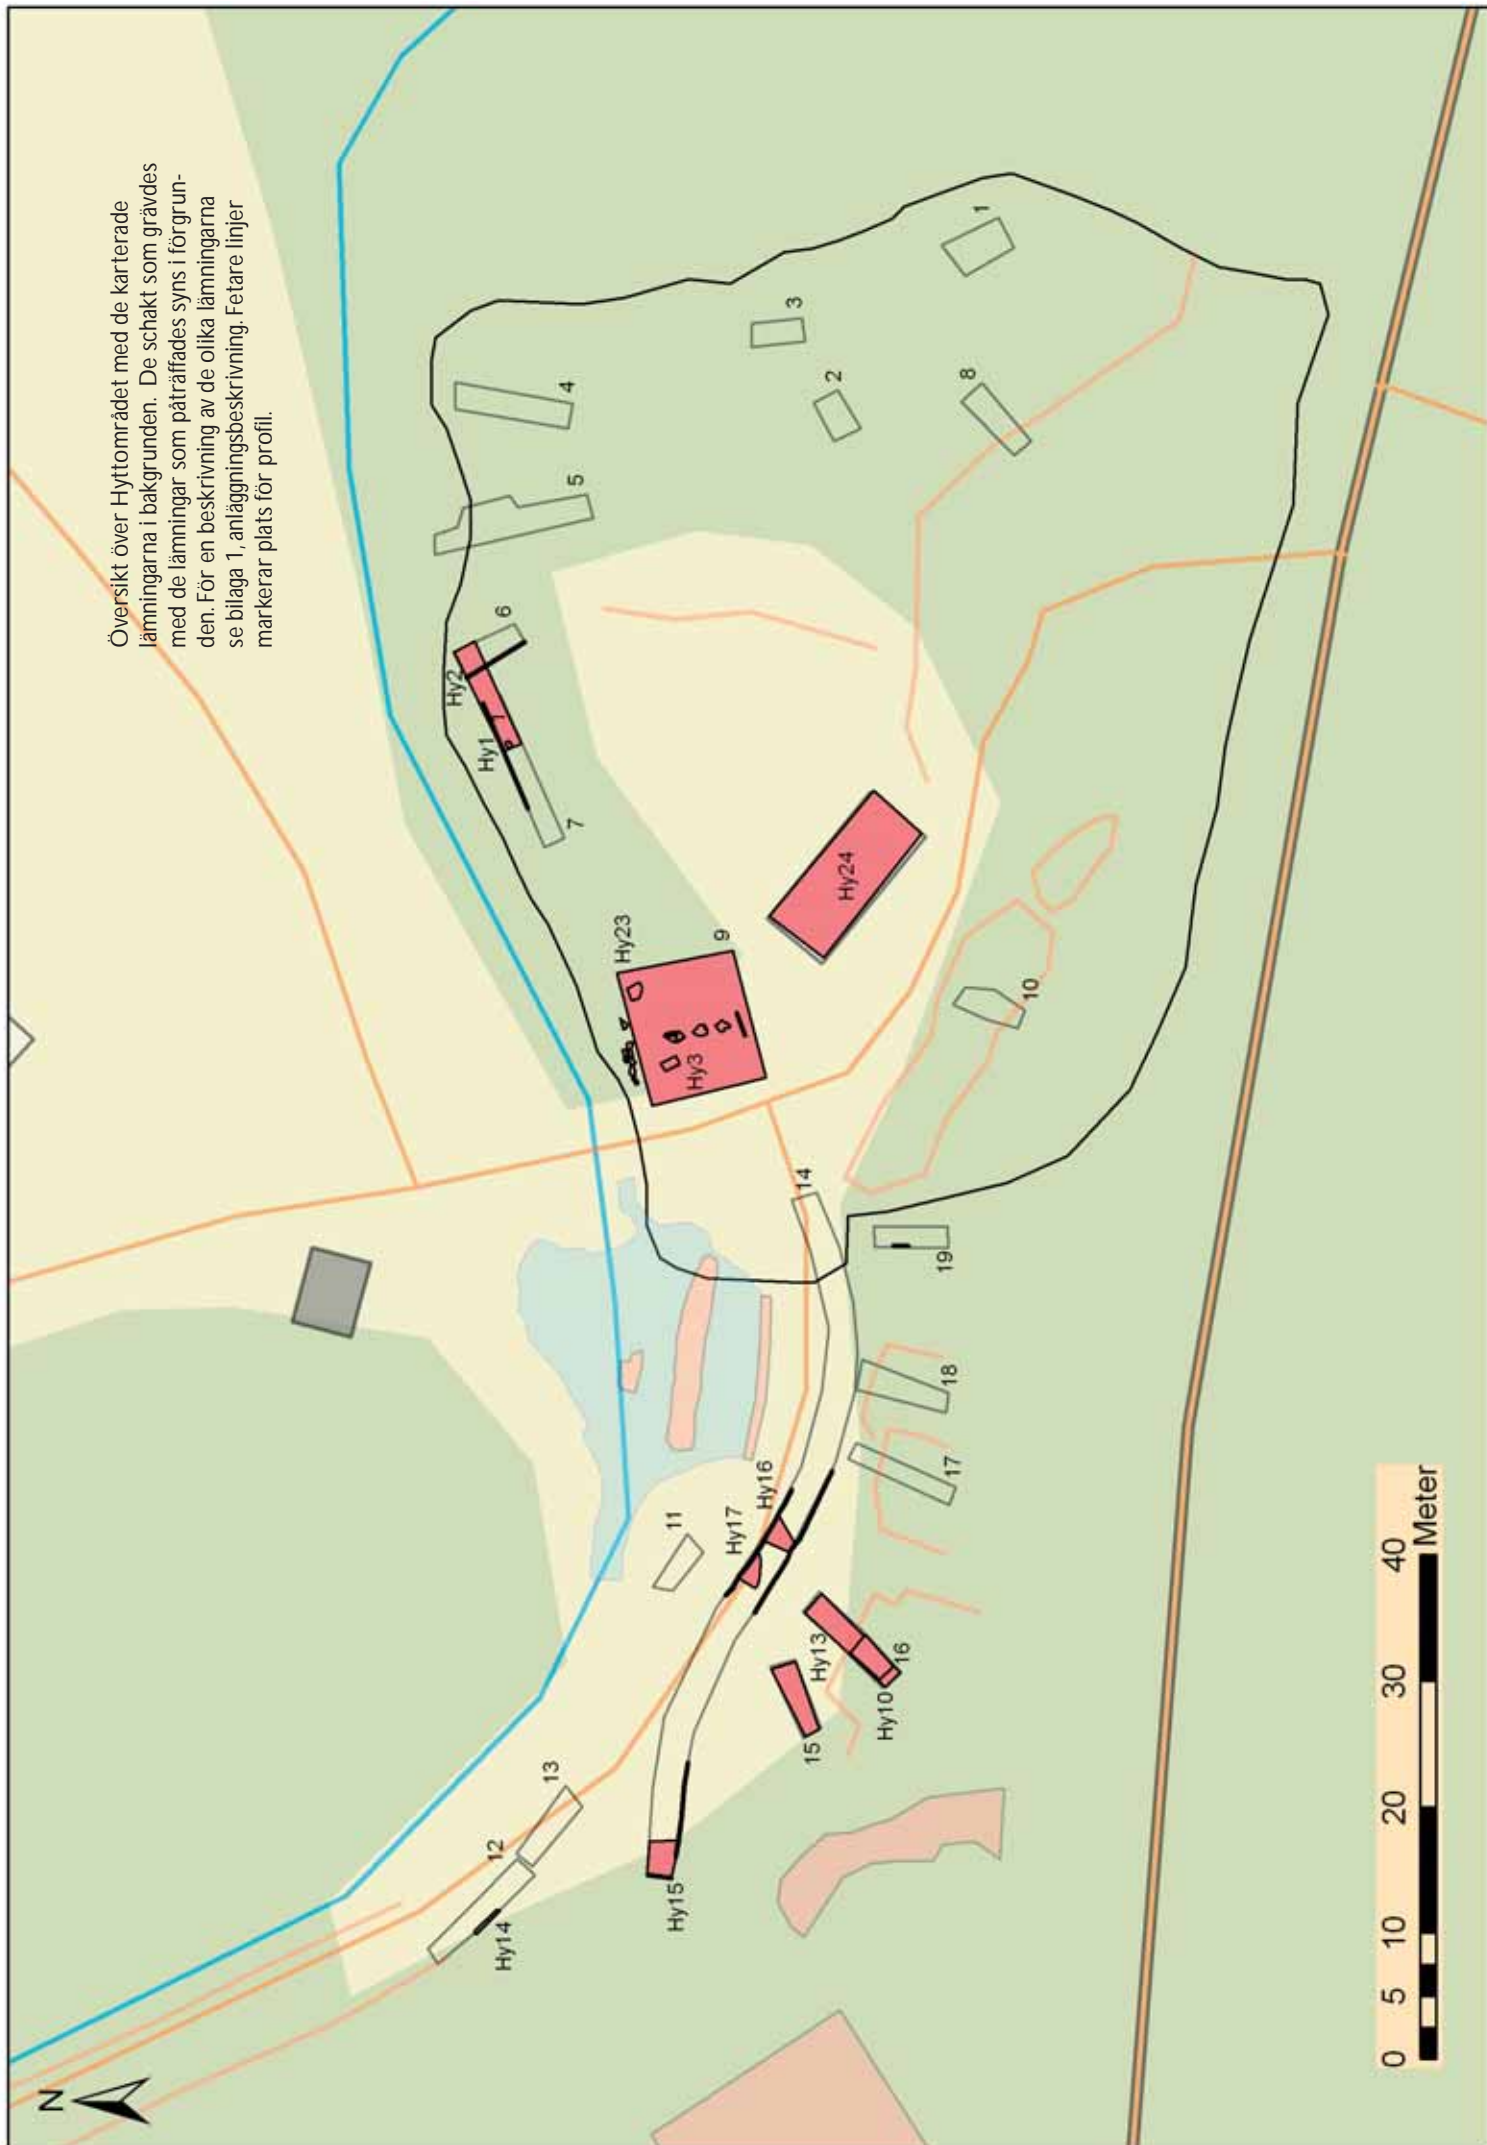 Översikt över Hyttområdet med de karterade
lämningarna i bakgrunden. De schakt som grävdes
med de lämningar som påträffades syns i förgrun-
den. För en beskrivning av de olika lämningarna
se bilaga 1, anläggningsbeskrivning. Fetare linjer
markerar plats för profil.
N
Hy14
12
13
Hy15
15
Hy10
16
Hy13
11
Hy17
Hy16
17
18
19
14
Hy3
Hy23
9
10
Hy24
7
Hy1
Hy2
6
5
4
3
2
8
1
0 5 10 20 30 40
Meter